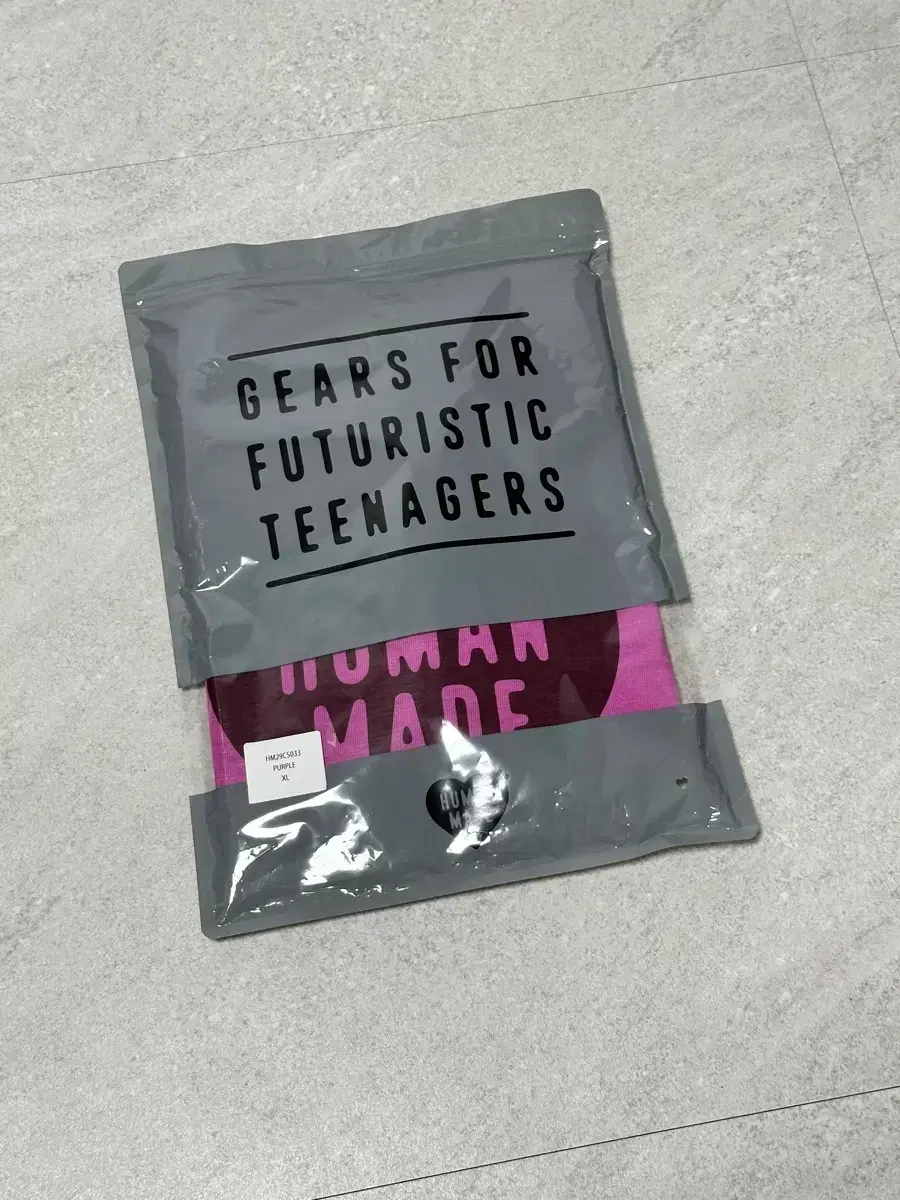 GEARS FOR
FUTURISTIC
TEENAGERS
HUMAN
MADE
HM29CS033
PURPLE
XL